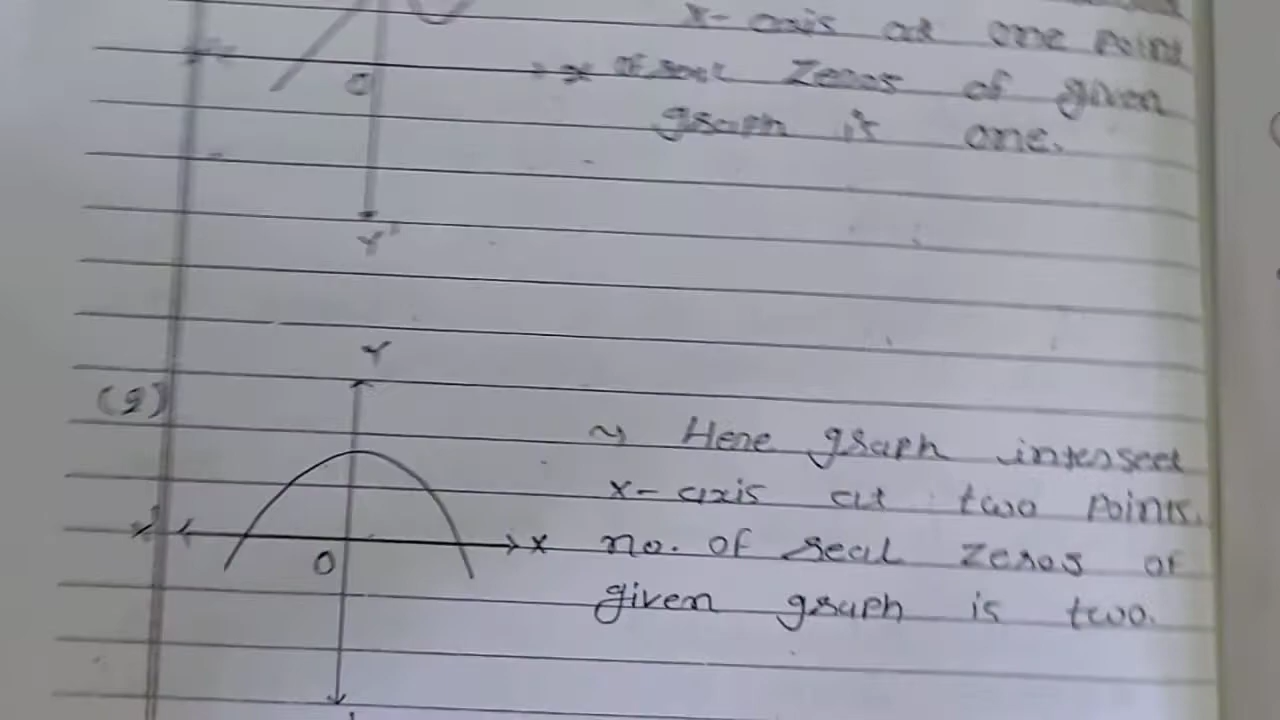 x-axis at one point
of real zeros of given
graph is one.
X
O
Y'
(2)
Y
~ Here graph intersect
x-axis at two points.
X
no. of real zeros of
O
given graph is two.